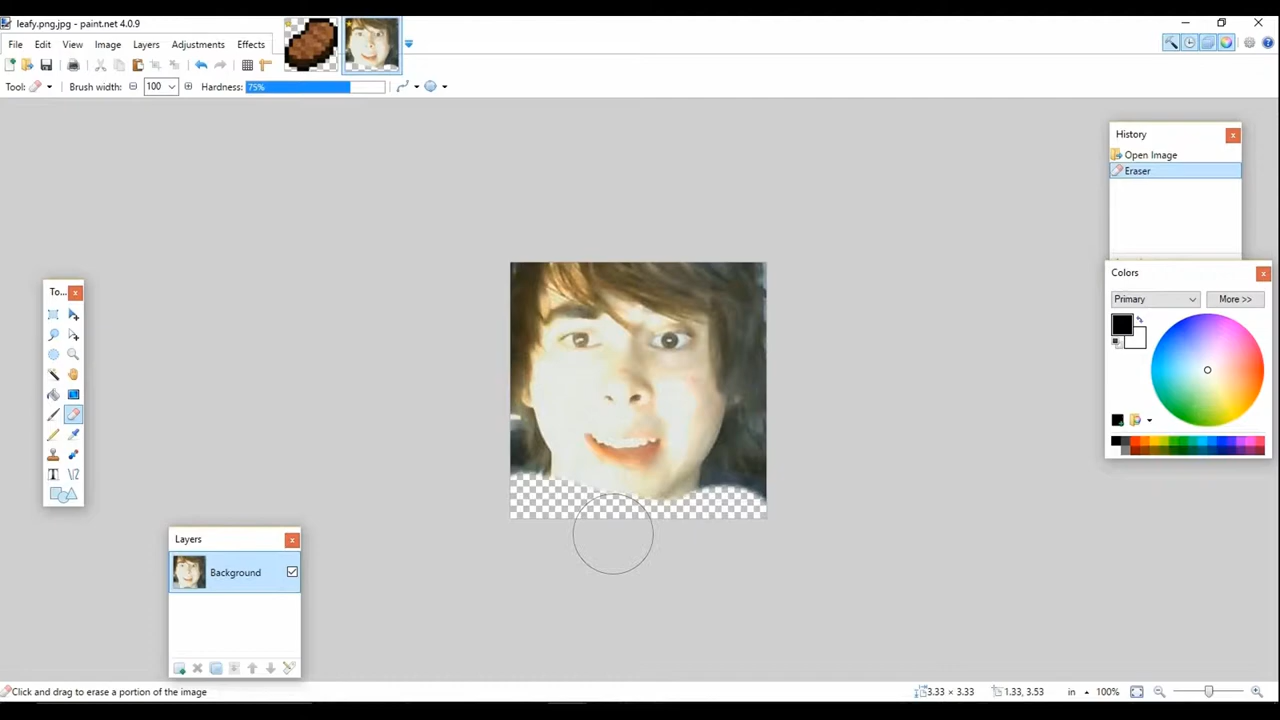 leafy.png.jpg - paint.net 4.0.9
File Edit View Image Layers Adjustments Effects
Tool: Brush width: 100 Hardness: 75%
History
Open Image
Eraser
Colors
Primary More >>
To...
Layers
Background
Click and drag to erase a portion of the image 3.33 × 3.33 1.33, 3.53 in 100%